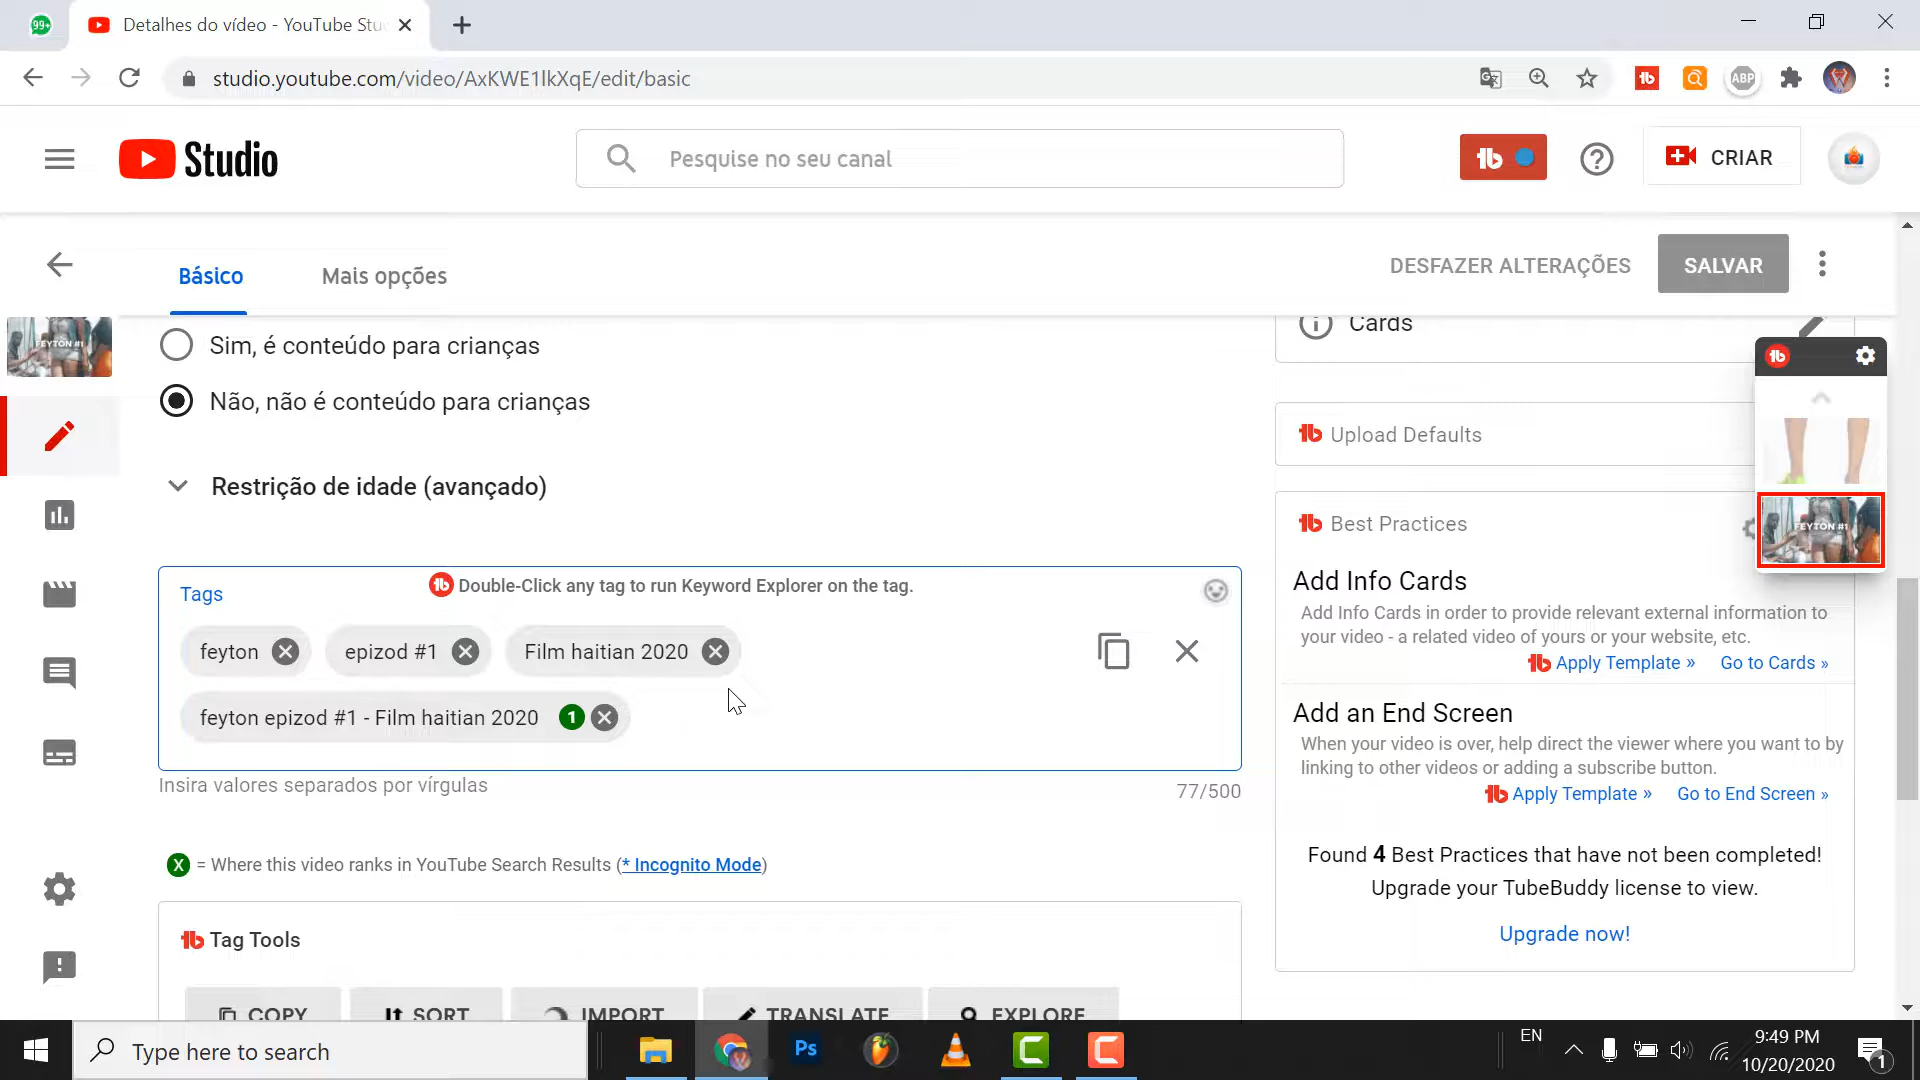 99+
Detalhes do vídeo - YouTube Stu
studio.youtube.com/video/AxKWE1lkXqE/edit/basic
ABP
Studio
Pesquise no seu canal
CRIAR
Básico
Mais opções
DESFAZER ALTERAÇÕES
SALVAR
FEYTON #1
Sim, é conteúdo para crianças
Não, não é conteúdo para crianças
Restrição de idade (avançado)
Tags
Double-Click any tag to run Keyword Explorer on the tag.
feyton
epizod #1
Film haitian 2020
feyton epizod #1 - Film haitian 2020
1
Insira valores separados por vírgulas
77/500
X = Where this video ranks in YouTube Search Results (* Incognito Mode)
Tag Tools
COPY
SORT
IMPORT
TRANSLATE
EXPLORE
Cards
Upload Defaults
Best Practices
Add Info Cards
Add Info Cards in order to provide relevant external information to
your video - a related video of yours or your website, etc.
Apply Template »
Go to Cards »
Add an End Screen
When your video is over, help direct the viewer where you want to by
linking to other videos or adding a subscribe button.
Apply Template »
Go to End Screen »
Found 4 Best Practices that have not been completed!
Upgrade your TubeBuddy license to view.
Upgrade now!
FEYTON #1
Type here to search
Ps
EN
9:49 PM
10/20/2020
1